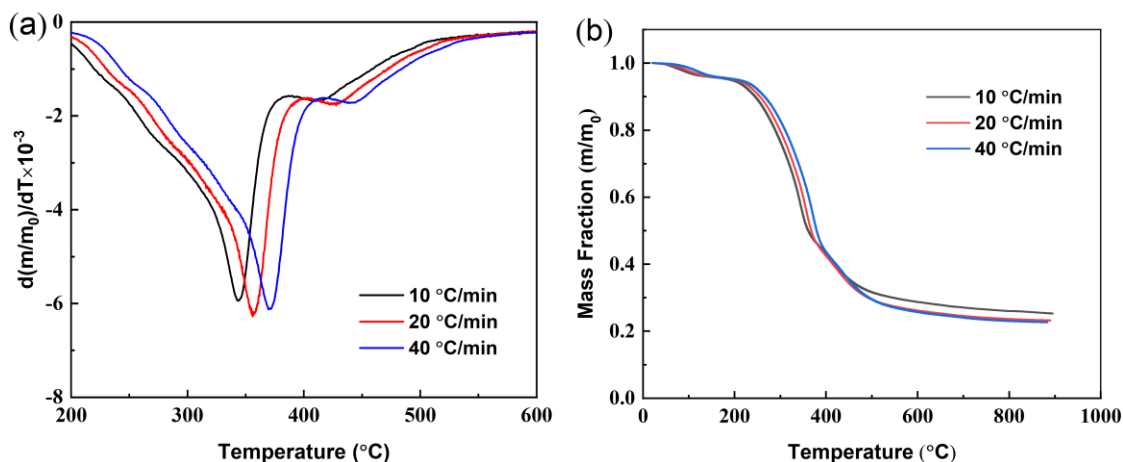 (a)
0
-2
-4
-6
-8
d(m/m₀)/dT×10⁻³
10 °C/min
20 °C/min
40 °C/min
200
300
400
500
600
Temperature (°C)
(b)
1.0
0.8
0.6
0.4
0.2
0.0
Mass Fraction (m/m₀)
10 °C/min
20 °C/min
40 °C/min
0
200
400
600
800
1000
Temperature (°C)